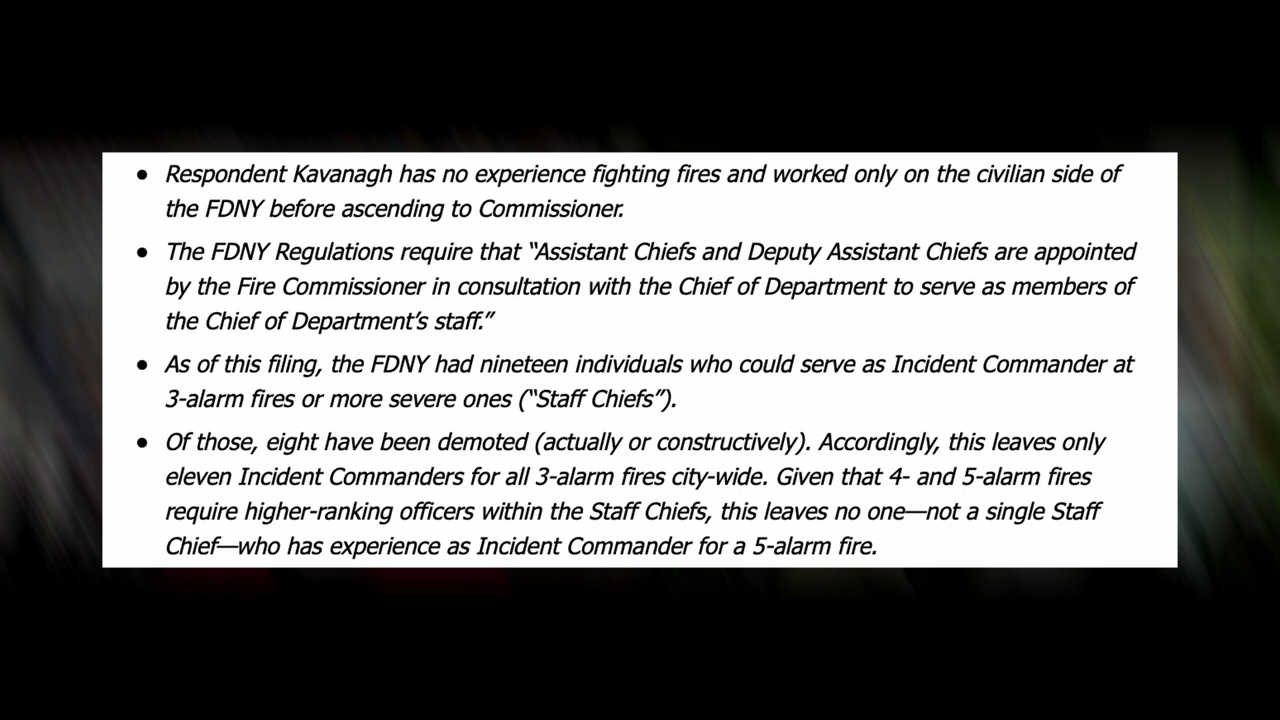 • Respondent Kavanagh has no experience fighting fires and worked only on the civilian side of
the FDNY before ascending to Commissioner.
• The FDNY Regulations require that “Assistant Chiefs and Deputy Assistant Chiefs are appointed
by the Fire Commissioner in consultation with the Chief of Department to serve as members of
the Chief of Department’s staff.”
• As of this filing, the FDNY had nineteen individuals who could serve as Incident Commander at
3-alarm fires or more severe ones (“Staff Chiefs”).
• Of those, eight have been demoted (actually or constructively). Accordingly, this leaves only
eleven Incident Commanders for all 3-alarm fires city-wide. Given that 4- and 5-alarm fires
require higher-ranking officers within the Staff Chiefs, this leaves no one—not a single Staff
Chief—who has experience as Incident Commander for a 5-alarm fire.